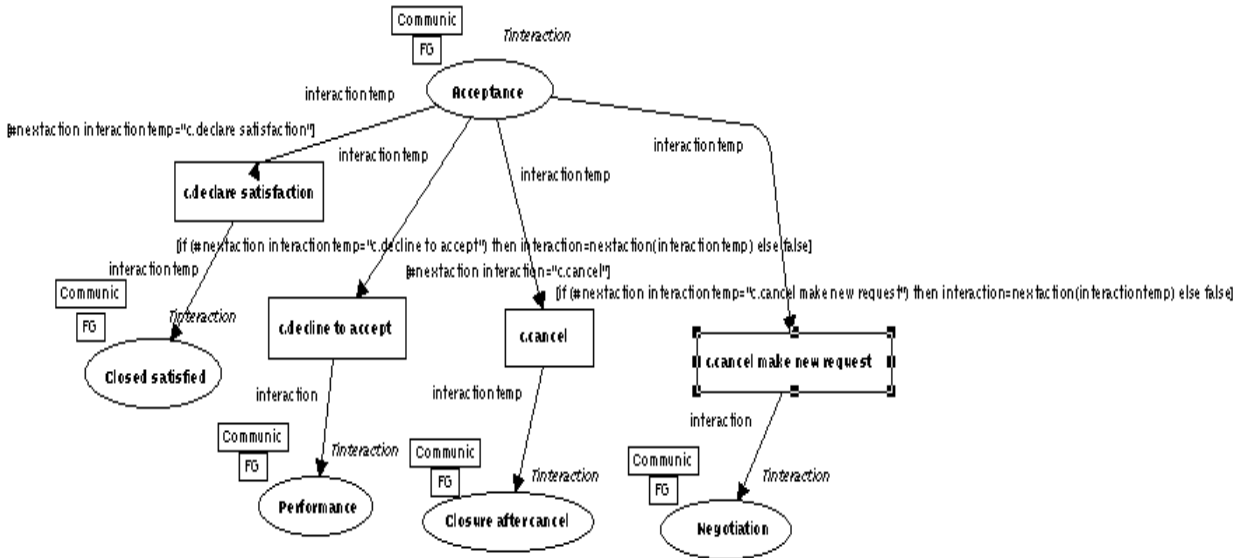 Communic
Tinteraction
FG
Acceptance
interactiontemp
[#nextaction interactiontemp="c.declare satisfaction"]
interactiontemp
interactiontemp
interactiontemp
c.declare satisfaction
[if (#nextaction interactiontemp="c.decline to accept") then interaction=nextaction(interactiontemp) else false]
interactiontemp
[#nextaction interaction="c.cancel"]
Communic
[if (#nextaction interactiontemp="c.cancel make new request") then interaction=nextaction(interactiontemp) else false]
FG
Tinteraction
c.decline to accept
c.cancel
c.cancel make new request
Closed satisfied
interaction
interactiontemp
interaction
Communic
Tinteraction
FG
Communic
Tinteraction
FG
Communic
Tinteraction
FG
Performance
Closure after cancel
Negotiation